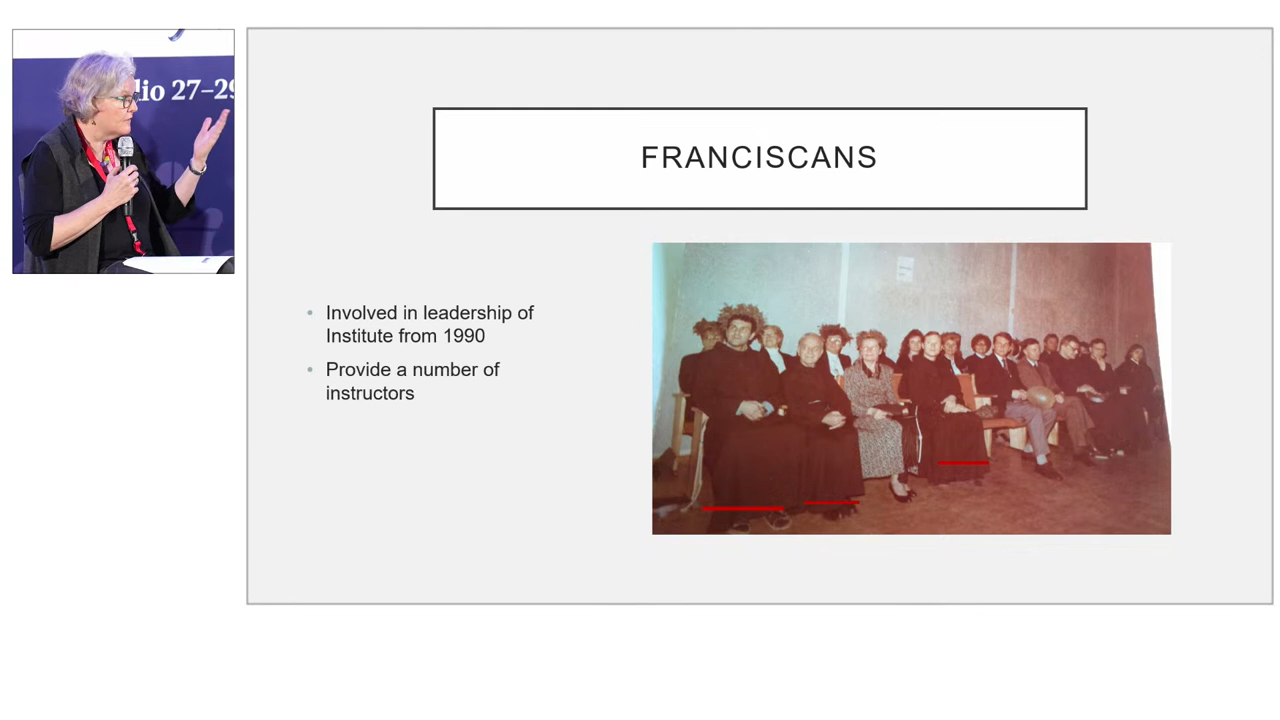 lio 27–29
FRANCISCANS
• Involved in leadership of
Institute from 1990
• Provide a number of
instructors